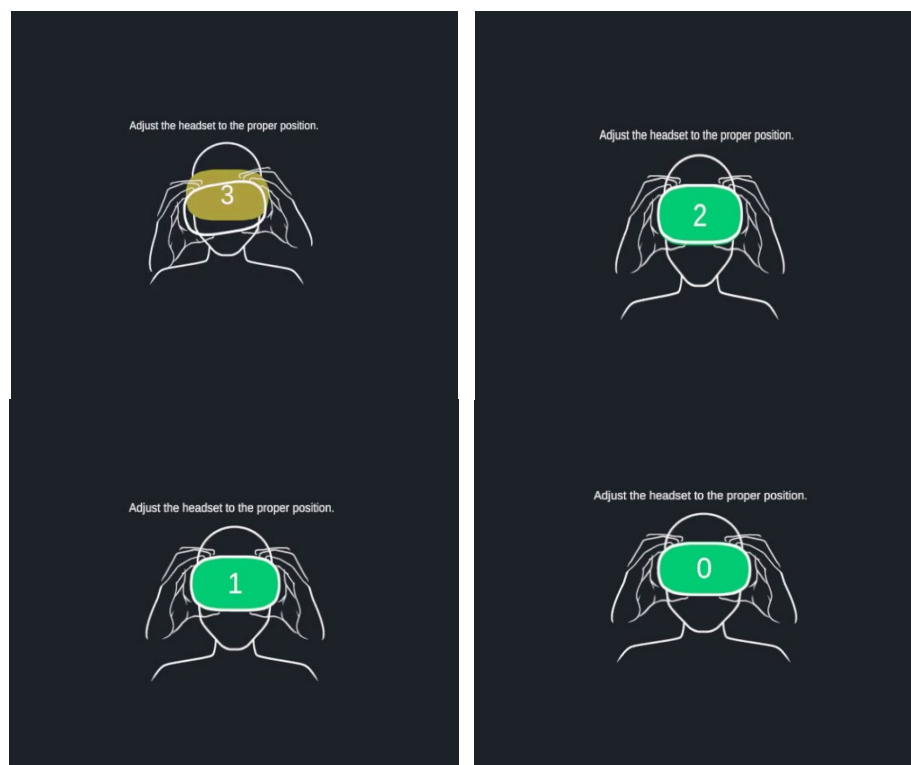 Adjust the headset to the proper position.
3
Adjust the headset to the proper position.
2
Adjust the headset to the proper position.
1
Adjust the headset to the proper position.
0